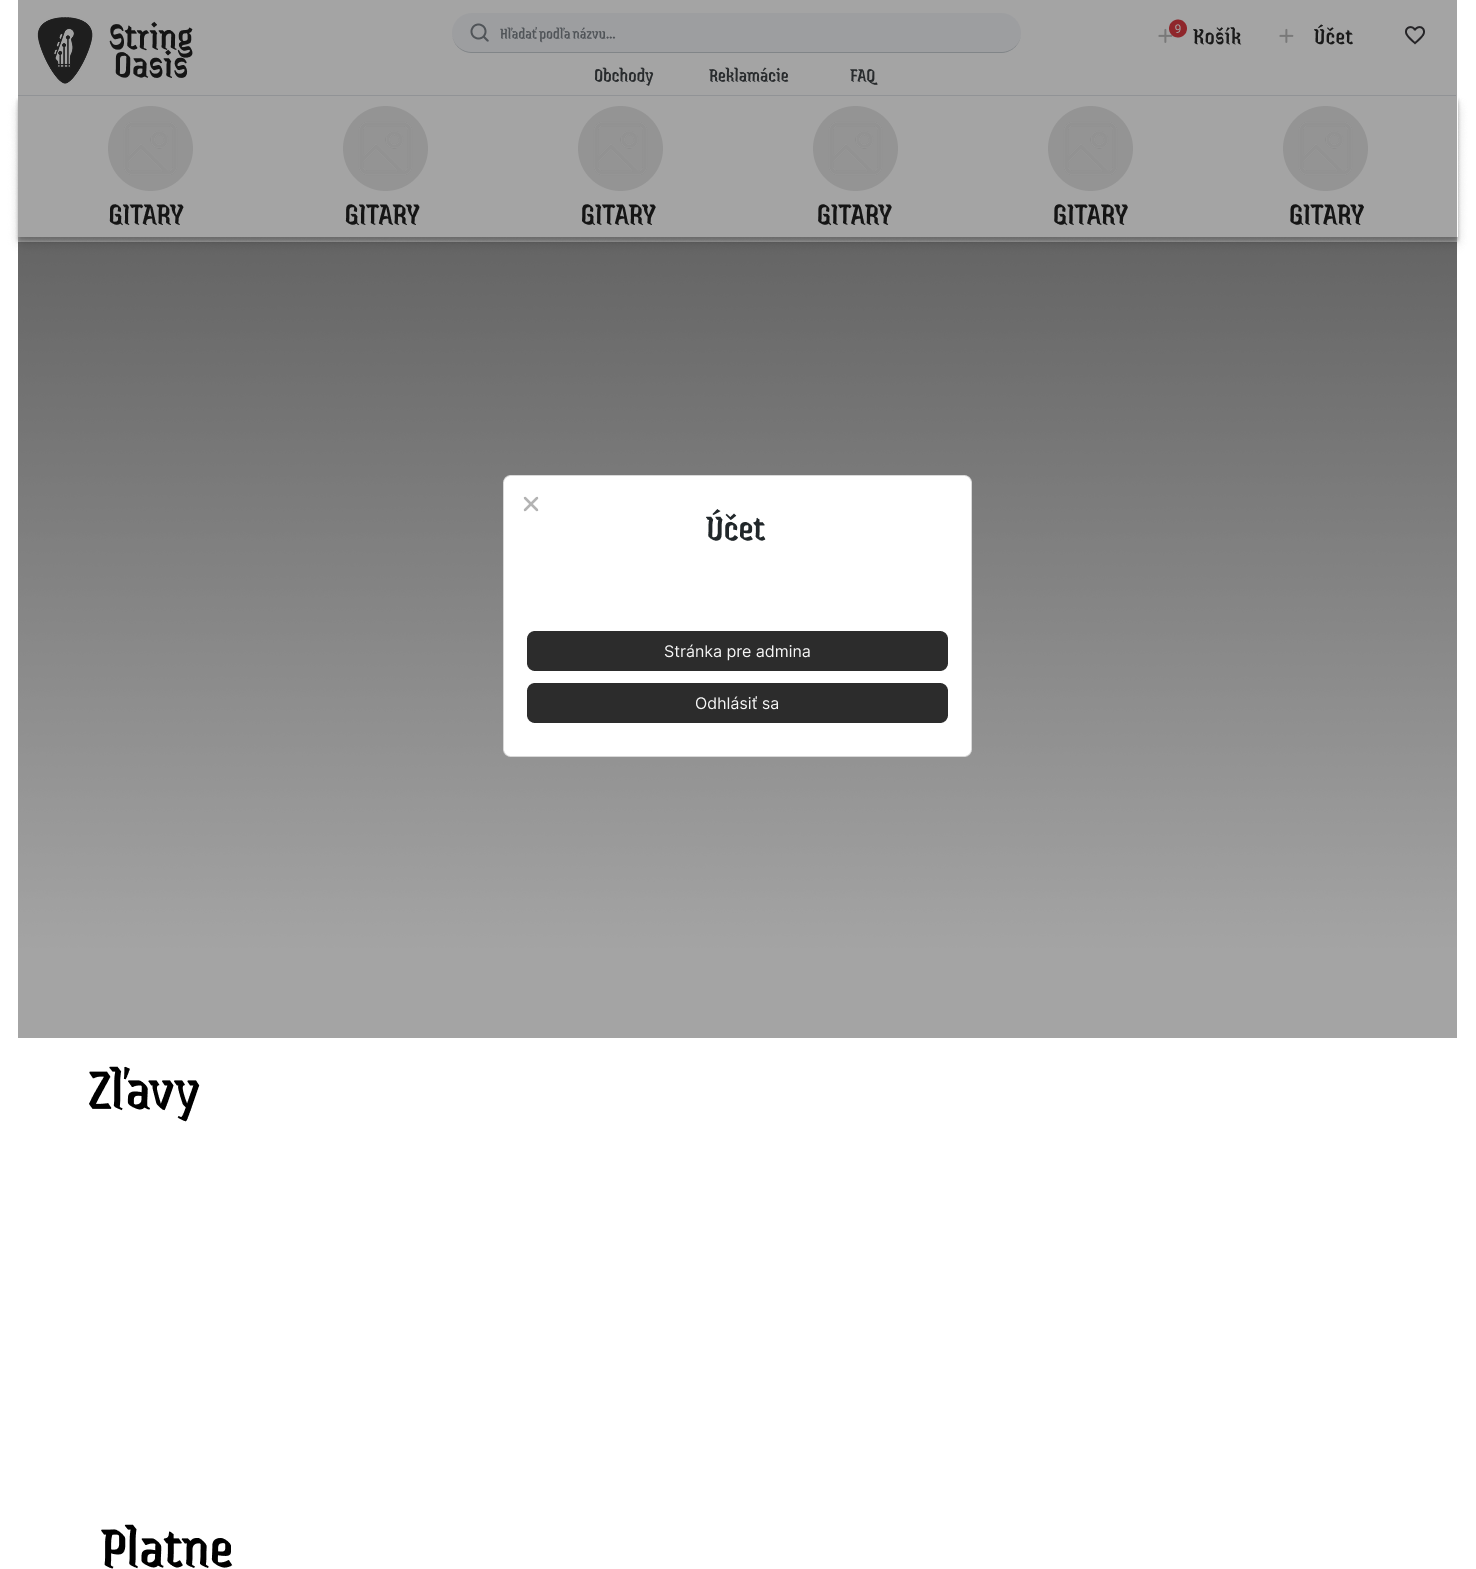 String
Oasis
Hľadať podľa názvu...
9
Košík
Účet
Obchody
Reklamácie
FAQ
GITARY
GITARY
GITARY
GITARY
GITARY
GITARY
Účet
Stránka pre admina
Odhlásiť sa
Zľavy
Platne